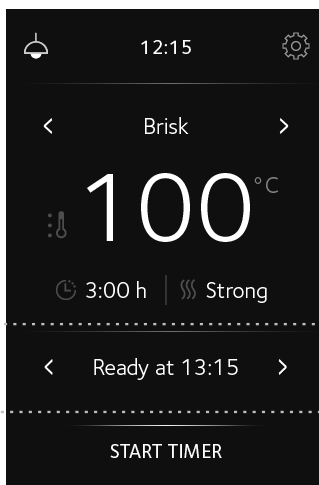 12:15
Brisk
100 °C
3:00 h Strong
Ready at 13:15
START TIMER